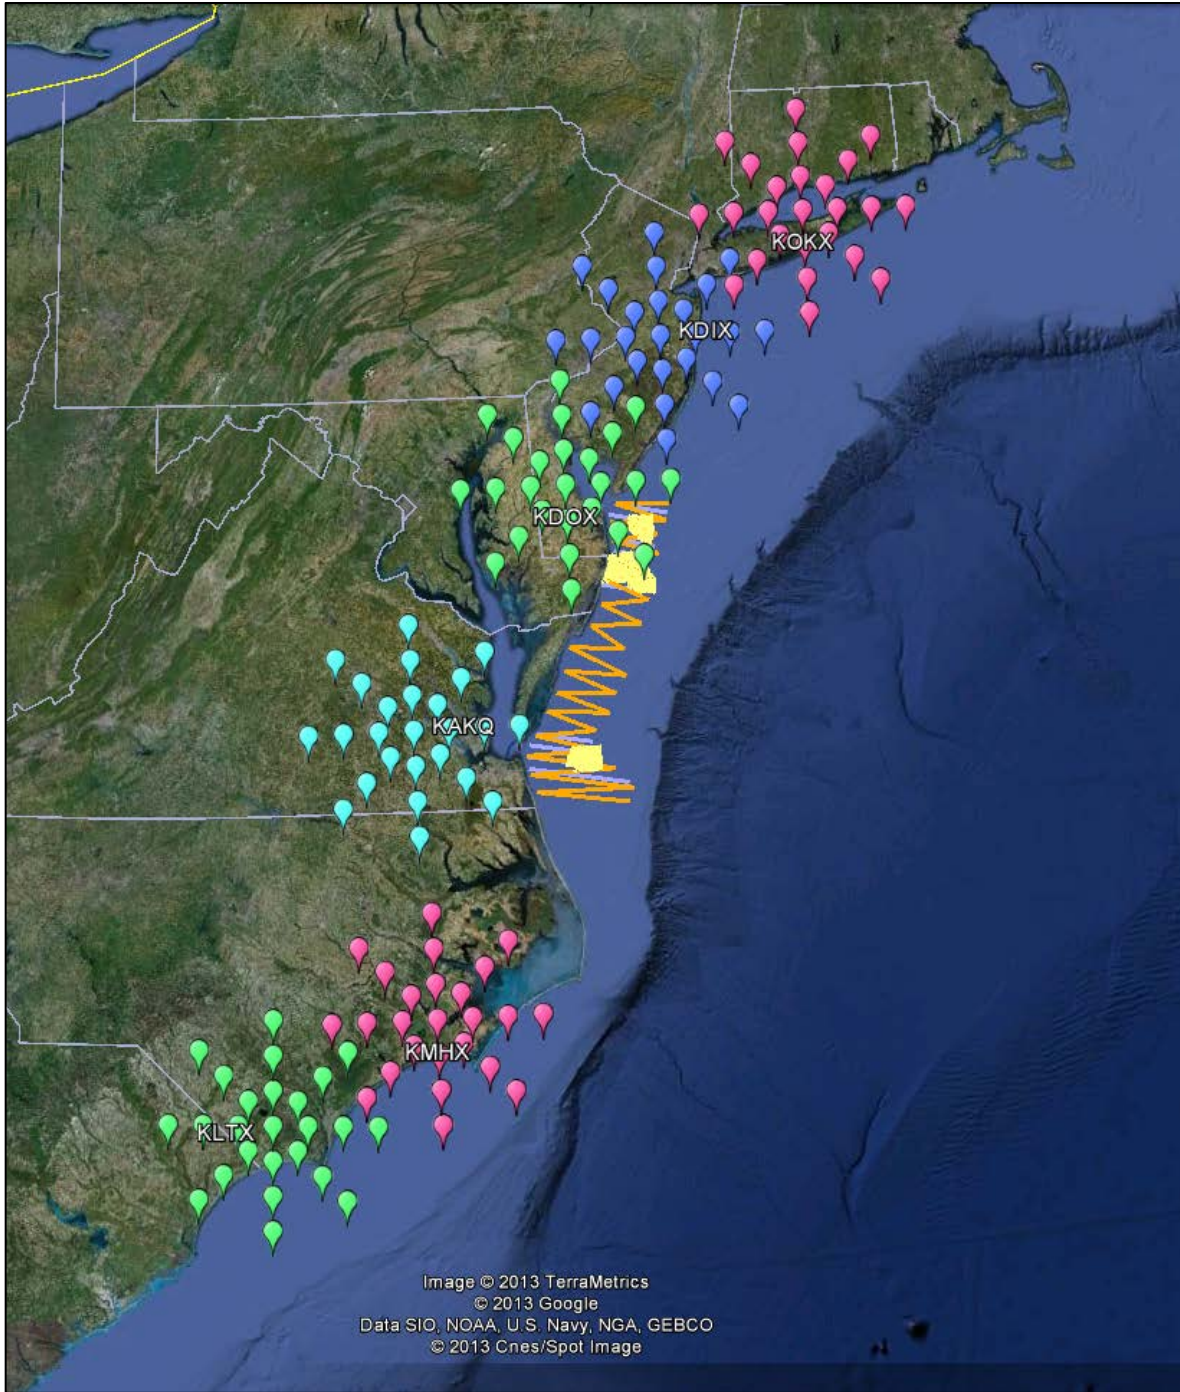 KOKX
KDIX
KDOX
KAKQ
KMHX
KLTX
Image © 2013 TerraMetrics
© 2013 Google
Data SIO, NOAA, U.S. Navy, NGA, GEBCO
© 2013 Cnes/Spot Image